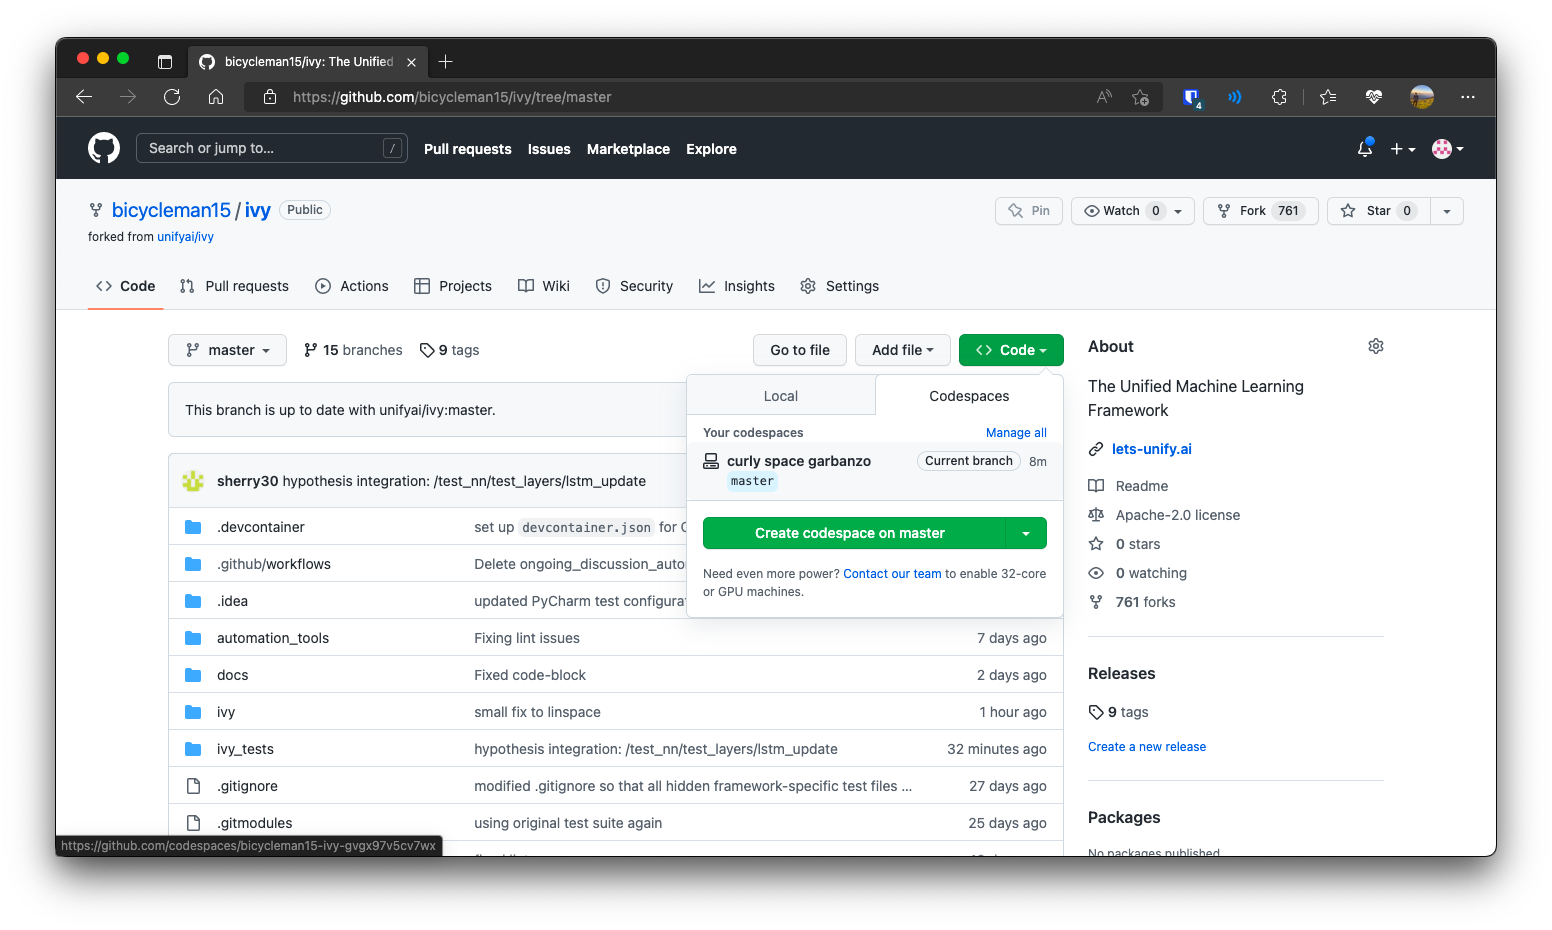 bicycleman15/ivy: The Unified
https://github.com/bicycleman15/ivy/tree/master
4
Search or jump to...
/
Pull requests
Issues
Marketplace
Explore
bicycleman15 / ivy
Public
Pin
Watch 0
Fork 761
Star 0
forked from unifyai/ivy
Code
Pull requests
Actions
Projects
Wiki
Security
Insights
Settings
master
15 branches
9 tags
Go to file
Add file
Code
This branch is up to date with unifyai/ivy:master.
Local
Codespaces
Your codespaces
Manage all
curly space garbanzo
Current branch
8m
master
Create codespace on master
Need even more power? Contact our team to enable 32-core
or GPU machines.
sherry30 hypothesis integration: /test_nn/test_layers/lstm_update
.devcontainer set up devcontainer.json for
.github/workflows Delete
.idea updated PyCharm test
automation_tools Fixing lint issues 7 days ago
docs Fixed code-block 2 days ago
ivy small fix to linspace 1 hour ago
ivy_tests hypothesis integration: /test_nn/test_layers/lstm_update 32 minutes ago
.gitignore modified .gitignore so that all hidden framework-specific test files ... 27 days ago
.gitmodules using original test suite again 25 days ago
About
The Unified Machine Learning
Framework
lets-unify.ai
Readme
Apache-2.0 license
0 stars
0 watching
761 forks
Releases
9 tags
Create a new release
Packages
No packages published
https://github.com/codespaces/bicycleman15-ivy-gvgx97v5cv7wx